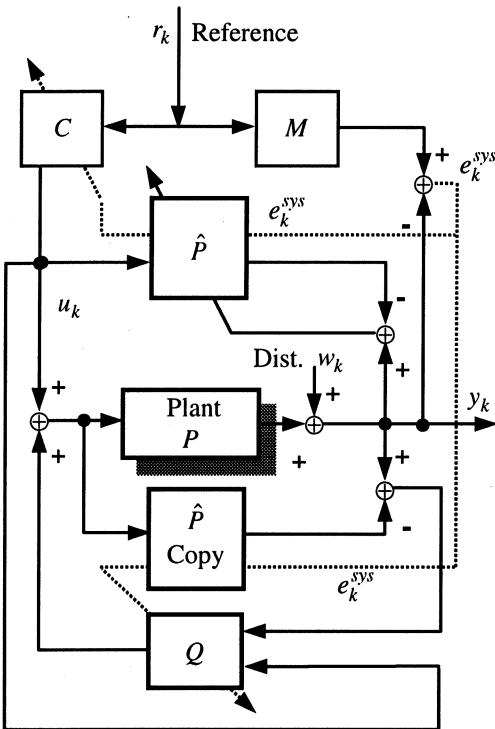 r_k Reference
C
M
+
e_k^{sys}
-
e_k^{sys}
P̂
-
u_k
+
Dist. w_k
+
Plant
P
y_k
+
+
+
+
P̂
Copy
-
e_k^{sys}
Q